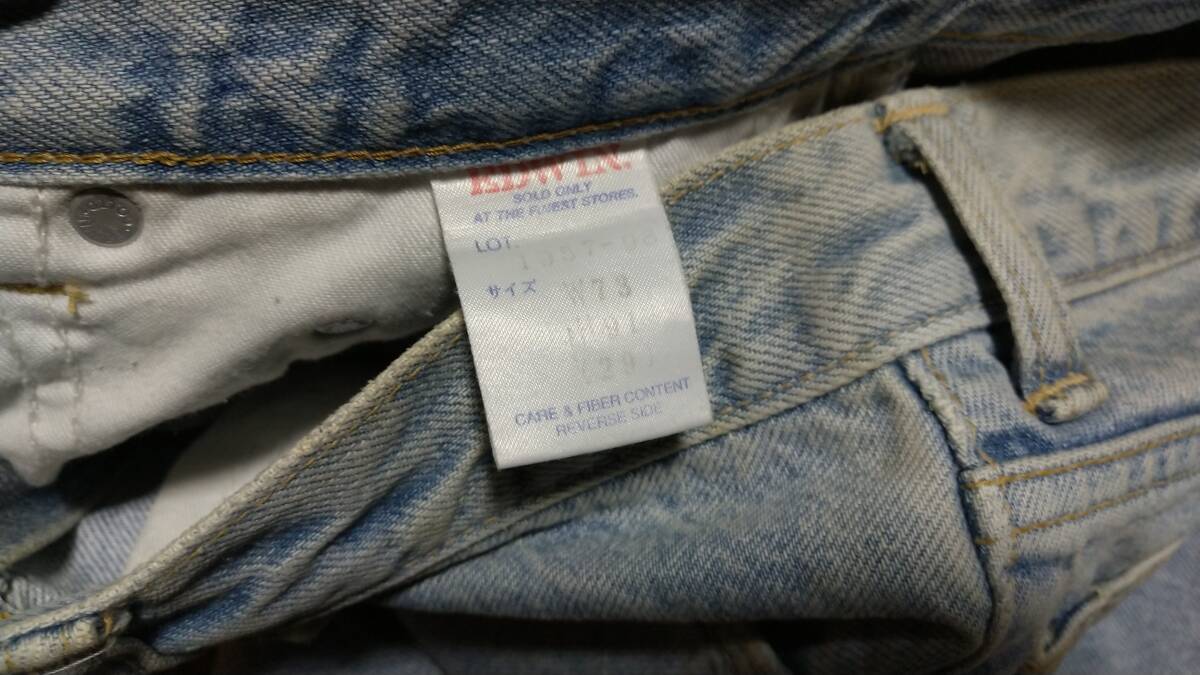 EDWIN.
SOLD ONLY
AT THE FINEST STORES.
LOT.
サイズ W73
CARE & FIBER CONTENT
REVERSE SIDE